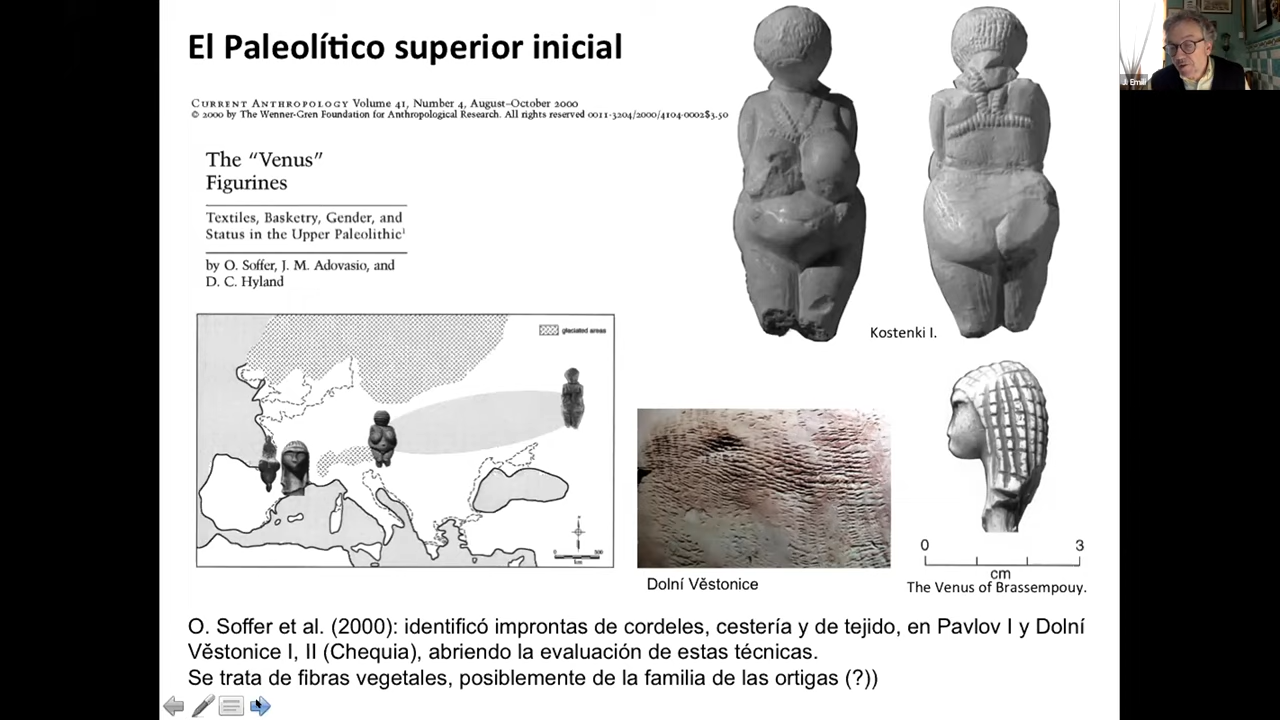 El Paleolítico superior inicial
CURRENT ANTHROPOLOGY Volume 41, Number 4, August–October 2000
© 2000 by The Wenner-Gren Foundation for Anthropological Research. All rights reserved 0011-3204/2000/4104-0002$3.50
The "Venus"
Figurines
Textiles, Basketry, Gender, and
Status in the Upper Paleolithic¹
by O. Soffer, J. M. Adovasio, and
D. C. Hyland
glaciated areas
0 500
km
Kostenki I.
Dolní Věstonice
0 3
cm
The Venus of Brassempouy.
O. Soffer et al. (2000): identificó improntas de cordeles, cestería y de tejido, en Pavlov I y Dolní
Věstonice I, II (Chequia), abriendo la evaluación de estas técnicas.
Se trata de fibras vegetales, posiblemente de la familia de las ortigas (?))
J. Emili